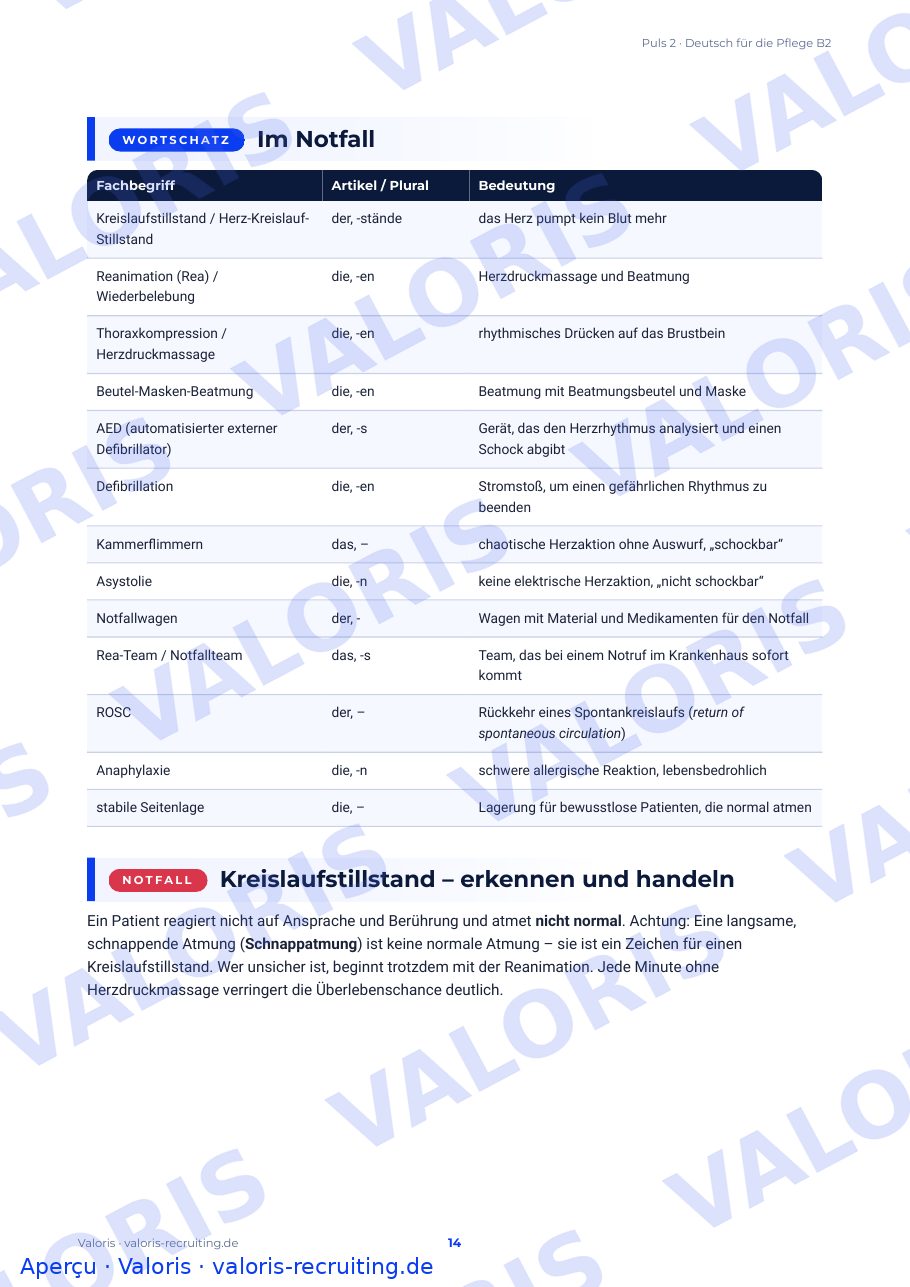 Puls 2 · Deutsch für die Pflege B2
WORTSCHATZ Im Notfall
Fachbegriff Artikel / Plural Bedeutung
Kreislaufstillstand / Herz-Kreislauf- der, -stände das Herz pumpt kein Blut mehr
Stillstand
Reanimation (Rea) / die, -en Herzdruckmassage und Beatmung
Wiederbelebung
Thoraxkompression / die, -en rhythmisches Drücken auf das Brustbein
Herzdruckmassage
Beutel-Masken-Beatmung die, -en Beatmung mit Beatmungsbeutel und Maske
AED (automatisierter externer der, -s Gerät, das den Herzrhythmus analysiert und einen
Defibrillator) Schock abgibt
Defibrillation die, -en Stromstoß, um einen gefährlichen Rhythmus zu
beenden
Kammerflimmern das, – chaotische Herzaktion ohne Auswurf, „schockbar“
Asystolie die, -n keine elektrische Herzaktion, „nicht schockbar“
Notfallwagen der, - Wagen mit Material und Medikamenten für den Notfall
Rea-Team / Notfallteam das, -s Team, das bei einem Notruf im Krankenhaus sofort
kommt
ROSC der, – Rückkehr eines Spontankreislaufs (return of
spontaneous circulation)
Anaphylaxie die, -n schwere allergische Reaktion, lebensbedrohlich
stabile Seitenlage die, – Lagerung für bewusstlose Patienten, die normal atmen
NOTFALL Kreislaufstillstand – erkennen und handeln
Ein Patient reagiert nicht auf Ansprache und Berührung und atmet nicht normal. Achtung: Eine langsame,
schnappende Atmung (Schnappatmung) ist keine normale Atmung – sie ist ein Zeichen für einen
Kreislaufstillstand. Wer unsicher ist, beginnt trotzdem mit der Reanimation. Jede Minute ohne
Herzdruckmassage verringert die Überlebenschance deutlich.
Valoris · valoris-recruiting.de 14
Aperçu · Valoris · valoris-recruiting.de
VALORIS